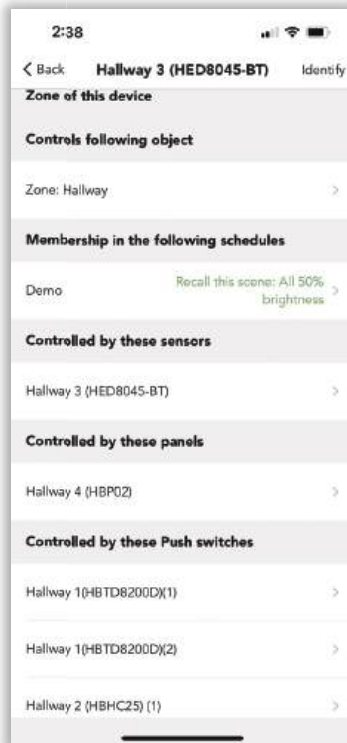 2:38
Back Hallway 3 (HED8045-BT) Identify
Zone of this device
Controls following object
Zone: Hallway
Membership in the following schedules
Demo Recall this scene: All 50%
brightness
Controlled by these sensors
Hallway 3 (HED8045-BT)
Controlled by these panels
Hallway 4 (HBP02)
Controlled by these Push switches
Hallway 1(HBTD8200D)(1)
Hallway 1(HBTD8200D)(2)
Hallway 2 (HBHC25) (1)